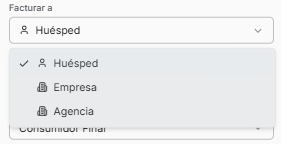 Facturar a
Huésped
Huésped
Empresa
Agencia
Consumidor Final